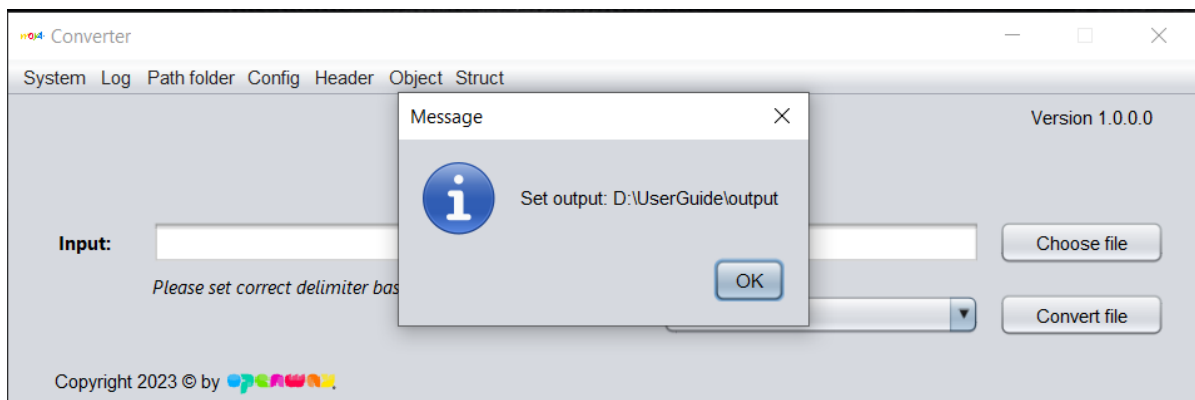 Converter
System Log Path folder Config Header Object Struct
Message
Version 1.0.0.0
Set output: D:\UserGuide\output
Input:
Choose file
Please set correct delimiter bas
OK
Convert file
Copyright 2023 © by openway.